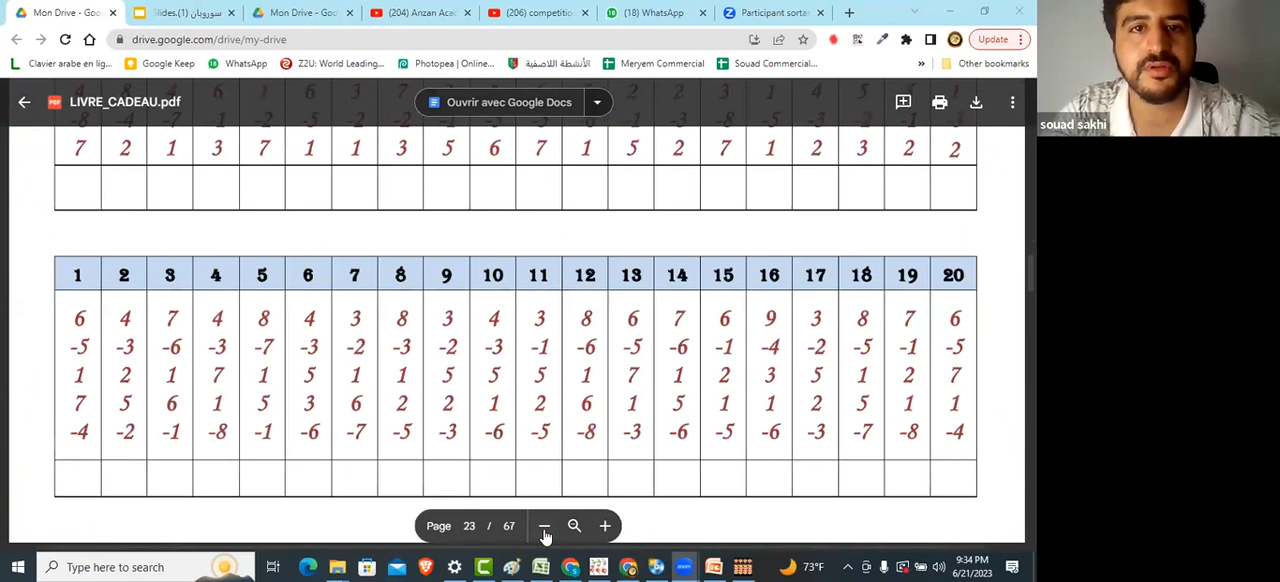 Mon Drive - Goo
Slides.(1) سوروبان
Mon Drive - Goo
(204) Anzan Aca
(206) competitio
(18) WhatsApp
Participant sortan
drive.google.com/drive/my-drive
Update
Clavier arabe en lig...
Google Keep
WhatsApp
Z2U: World Leading...
Photopea | Online...
الأنشطة اللاصفية
Meryem Commercial
Souad Commercial...
»
Other bookmarks
LIVRE_CADEAU.pdf
Ouvrir avec Google Docs
souad sakhi
7 2 1 3 7 1 1 3 5 6 7 1 5 2 7 1 2 3 2 2
1 2 3 4 5 6 7 8 9 10 11 12 13 14 15 16 17 18 19 20
6 4 7 4 8 4 3 8 3 4 3 8 6 7 6 9 3 8 7 6
-5 -3 -6 -3 -7 -3 -2 -3 -2 -3 -1 -6 -5 -6 -1 -4 -2 -5 -1 -5
1 2 1 7 1 5 1 1 5 5 5 1 7 1 2 3 5 1 2 7
7 5 6 1 5 3 6 2 2 1 2 6 1 5 1 1 2 5 1 1
-4 -2 -1 -8 -1 -6 -7 -5 -3 -6 -5 -8 -3 -6 -5 -6 -3 -7 -8 -4
Page 23 / 67
Type here to search
73°F
9:34 PM
6/21/2023